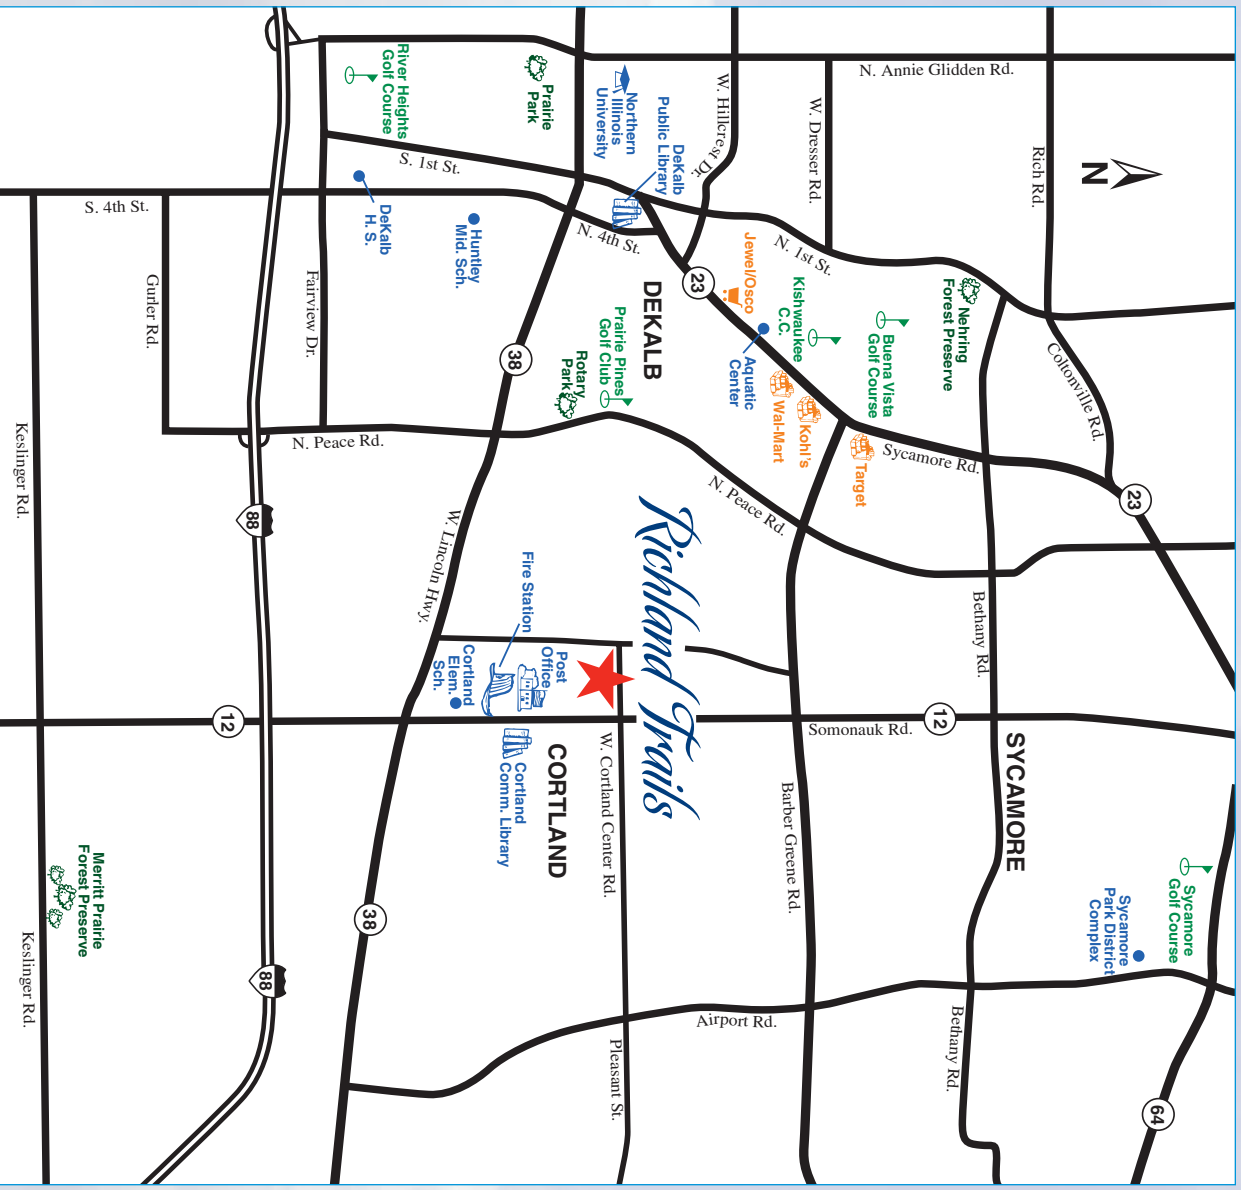 N. Annie Glidden Rd.
Rich Rd.
W. Dresser Rd.
W. Hillcrest Dr.
N
River Heights
Golf Course
Prairie
Park
Northern
Illinois
University
DeKalb
Public Library
S. 1st St.
N. 1st St.
S. 4th St.
N. 4th St.
DeKalb
H. S.
Huntley
Mid. Sch.
Gurler Rd.
Fairview Dr.
DEKALB
23
38
Jewel/Osco
Kishwaukee
C.C.
Aquatic
Center
Buena Vista
Golf Course
Nehring
Forest Preserve
Coltonville Rd.
Prairie Pines
Golf Club
Rotary
Park
Wal-Mart
Kohl's
Target
Sycamore Rd.
23
N. Peace Rd.
N. Peace Rd.
Keslinger Rd.
88
W. Lincoln Hwy.
Richland Trails
Fire Station
Post
Office
Cortland
Elem.
Sch.
Bethany Rd.
12
12
Somonauk Rd.
SYCAMORE
CORTLAND
Cortland
Comm. Library
W. Cortland Center Rd.
Barber Greene Rd.
Merritt Prairie
Forest Preserve
Keslinger Rd.
38
88
Sycamore
Golf Course
Sycamore
Park District
Complex
Airport Rd.
Bethany Rd.
Pleasant St.
64